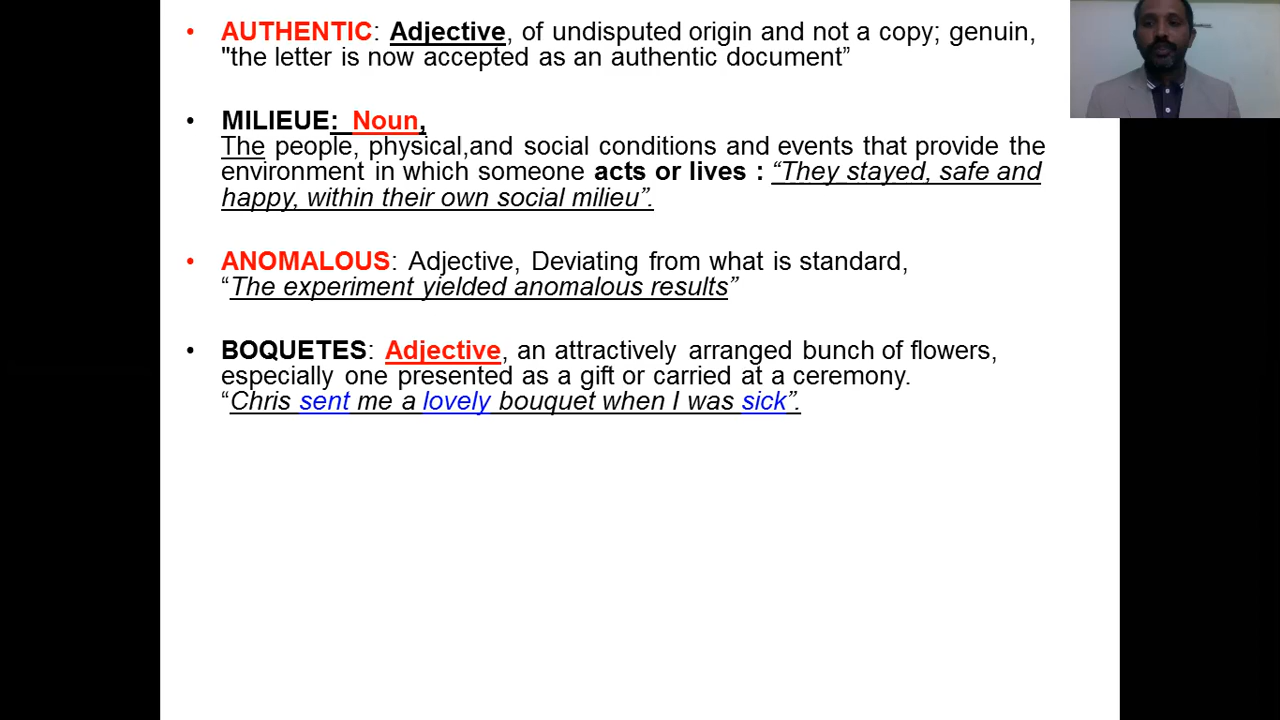 • AUTHENTIC: Adjective, of undisputed origin and not a copy; genuin,
"the letter is now accepted as an authentic document”
• MILIEUE: Noun,
The people, physical,and social conditions and events that provide the
environment in which someone acts or lives : “They stayed, safe and
happy, within their own social milieu”.
• ANOMALOUS: Adjective, Deviating from what is standard,
“The experiment yielded anomalous results”
• BOQUETES: Adjective, an attractively arranged bunch of flowers,
especially one presented as a gift or carried at a ceremony.
“Chris sent me a lovely bouquet when I was sick”.